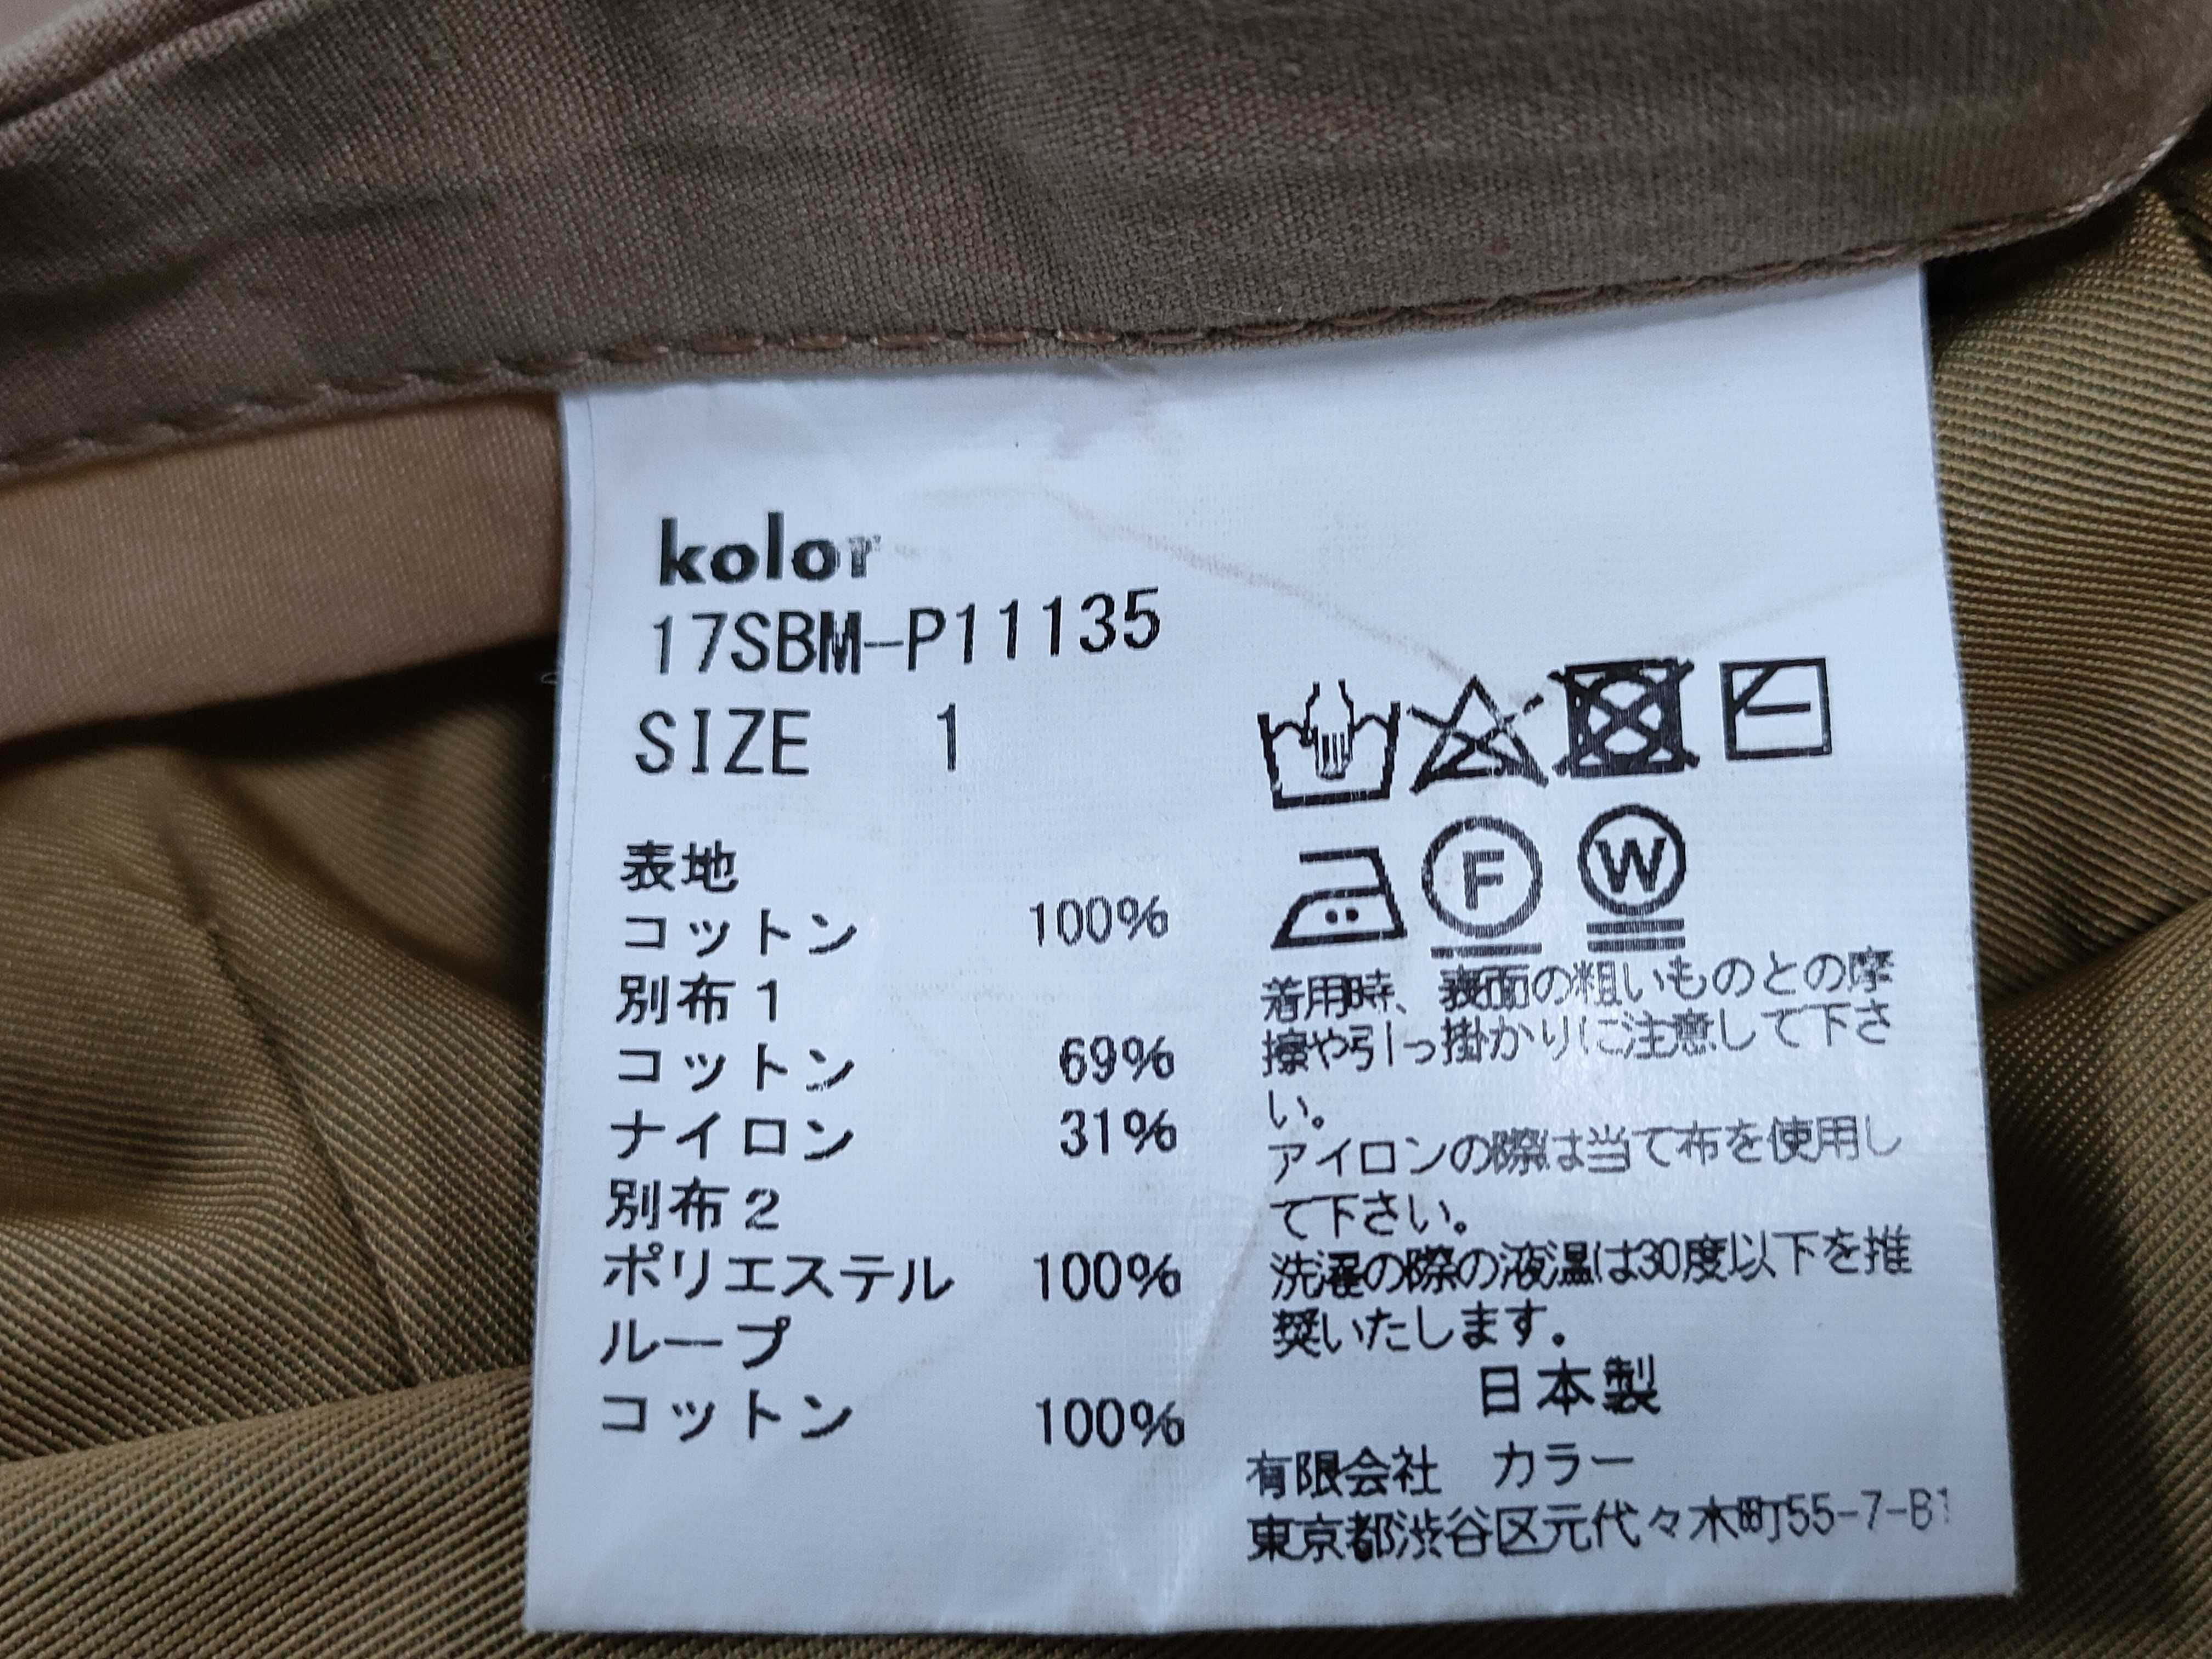 kolor
17SBM-P11135
SIZE 1
表地
コットン 100%
別布1
コットン 69%
ナイロン 31%
別布2
ポリエステル 100%
ループ
コットン 100%
F W
着用時、表面の粗いものとの摩
擦や引っ掛かりに注意して下さ
い。
アイロンの際は当て布を使用し
て下さい。
洗濯の際の液温は30度以下を推
奨いたします。
日本製
有限会社 カラー
東京都渋谷区元代々木町55-7-B1